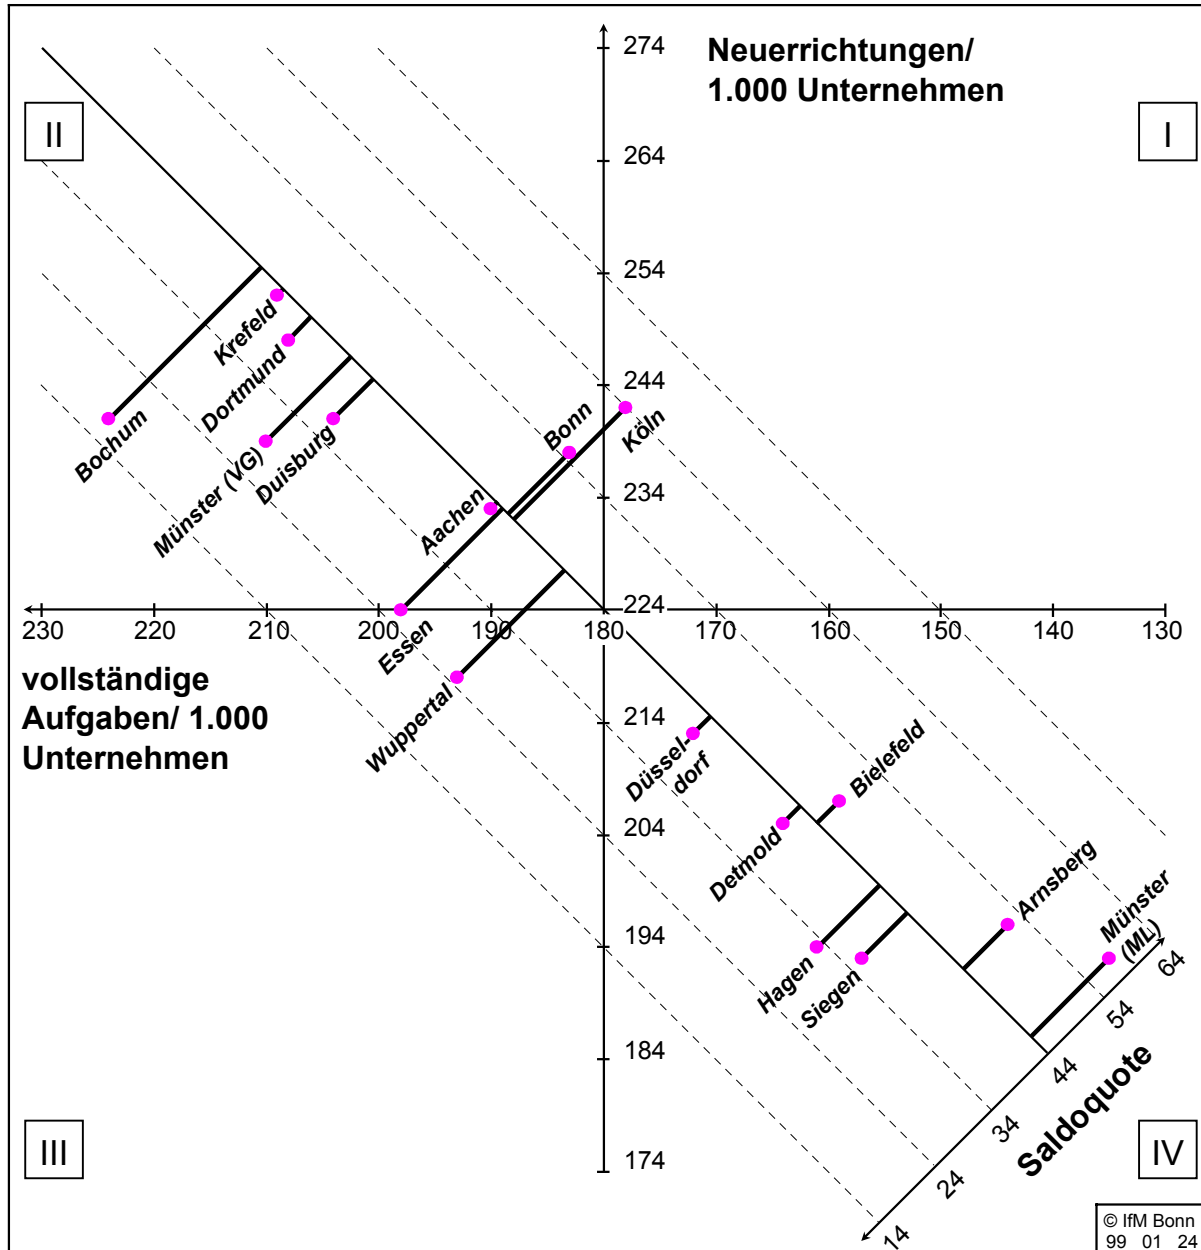 274
Neuerrichtungen/
1.000 Unternehmen
II
I
264
254
Krefeld
Dortmund
Bochum
244
Münster (VG)
Duisburg
Bonn
Köln
234
Aachen
224
230
220
210
200
190
180
170
160
150
140
130
Essen
vollständige
Aufgaben/ 1.000
Unternehmen
Wuppertal
214
Düssel-
dorf
Bielefeld
204
Detmold
Arnsberg
Münster
(ML)
194
Hagen
Siegen
64
54
184
44
Saldoquote
34
174
24
14
III
IV
© IfM Bonn
99 01 24